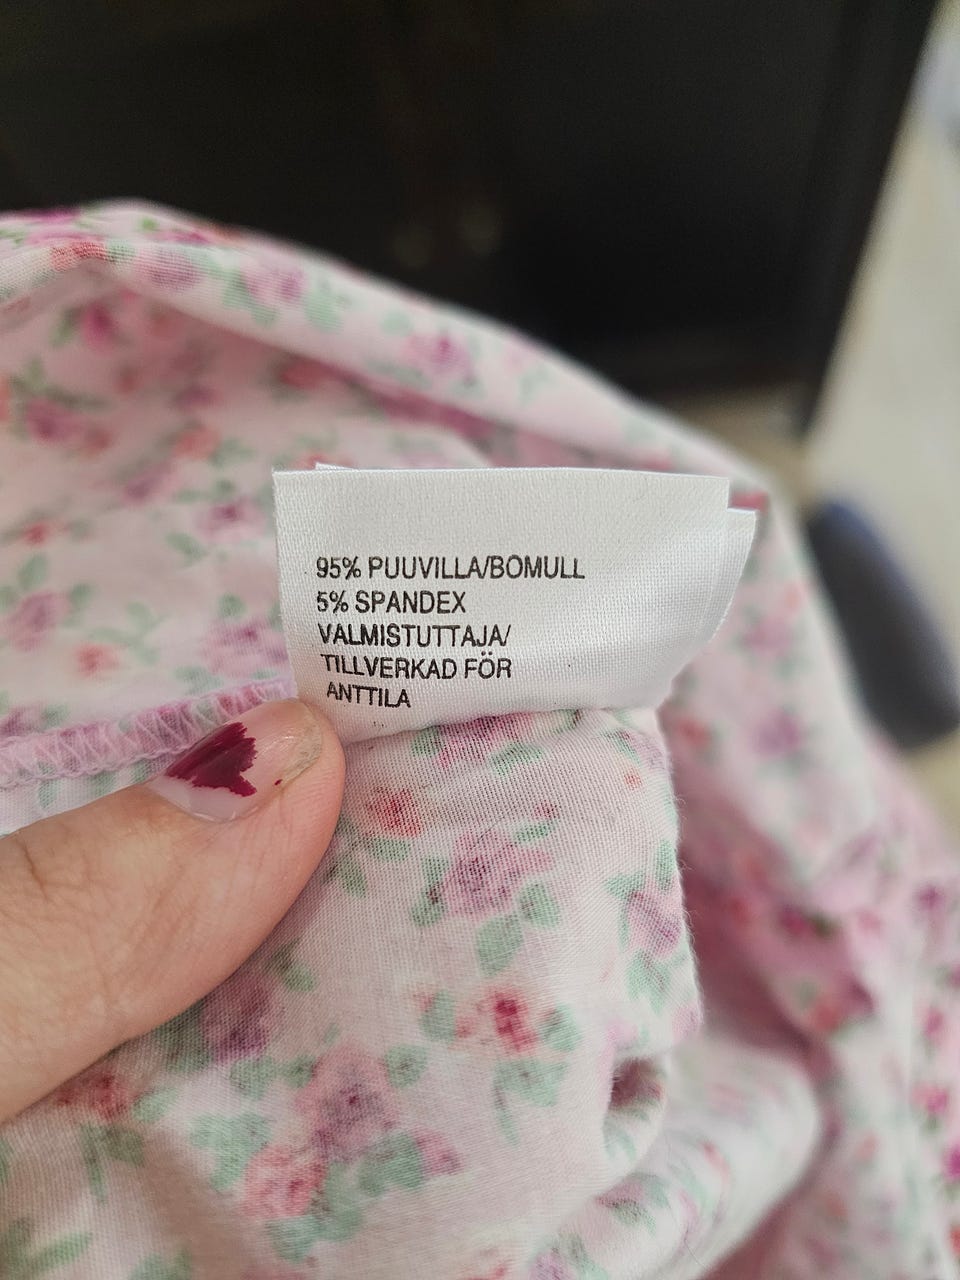 95% PUUVILLA/BOMULL
5% SPANDEX
VALMISTUTTAJA/
TILLVERKAD FÖR
ANTTILA